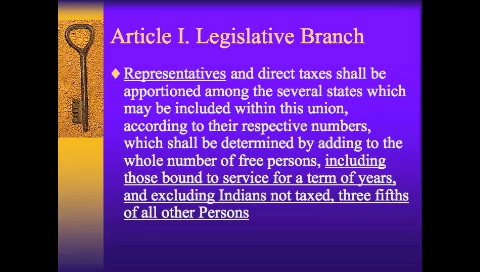 Article I. Legislative Branch
Representatives and direct taxes shall be
apportioned among the several states which
may be included within this union,
according to their respective numbers,
which shall be determined by adding to the
whole number of free persons, including
those bound to service for a term of years,
and excluding Indians not taxed, three fifths
of all other Persons